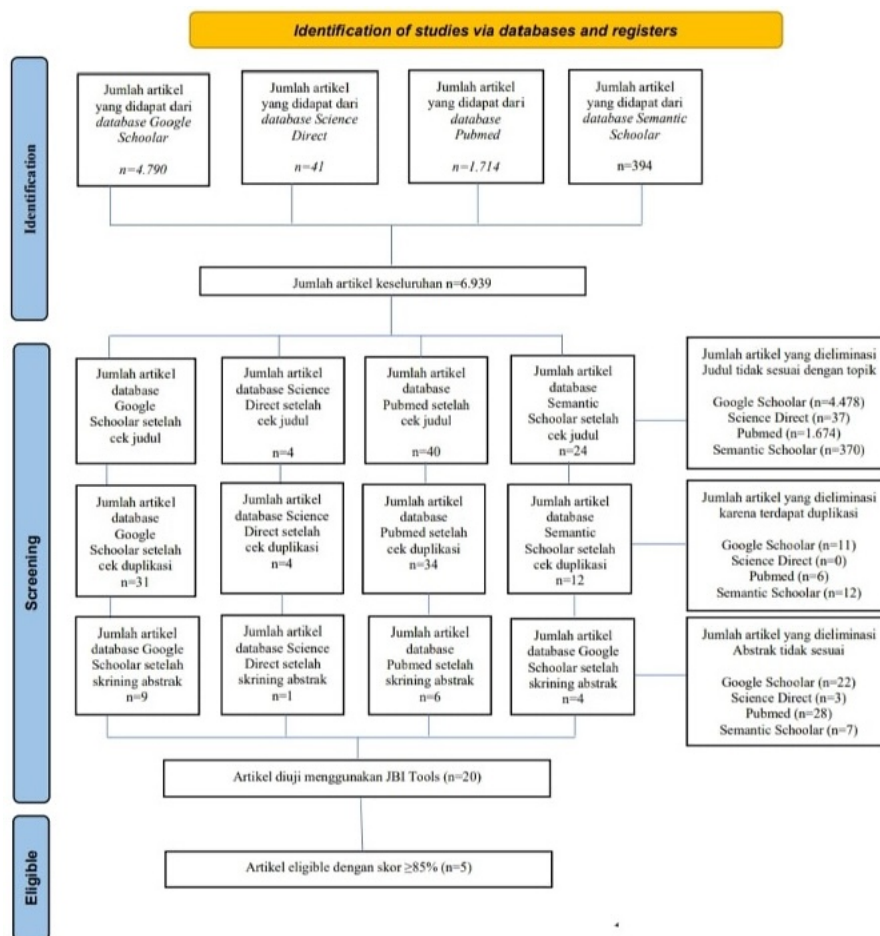 Identification of studies via databases and registers
Identification
Jumlah artikel
yang didapat dari
database Google
Schoolar
n=4.790
Jumlah artikel
yang didapat dari
database Science
Direct
n=41
Jumlah artikel
yang didapat dari
database
Pubmed
n=1.714
Jumlah artikel
yang didapat dari
database Semantic
Schoolar
n=394
Jumlah artikel keseluruhan n=6.939
Screening
Jumlah artikel
database
Google
Schoolar setelah
cek judul
Jumlah artikel
database Science
Direct setelah
cek judul
n=4
Jumlah artikel
database
Pubmed setelah
cek judul
n=40
Jumlah artikel
database
Semantic
Schoolar setelah
cek judul
n=24
Jumlah artikel yang dieliminasi
Judul tidak sesuai dengan topik
Google Schoolar (n=4.478)
Science Direct (n=37)
Pubmed (n=1.674)
Semantic Schoolar (n=370)
Jumlah artikel
database
Google
Schoolar setelah
cek duplikasi
n=31
Jumlah artikel
database Science
Direct setelah
cek duplikasi
n=4
Jumlah artikel
database
Pubmed setelah
cek duplikasi
n=34
Jumlah artikel
database
Semantic
Schoolar setelah
cek duplikasi
n=12
Jumlah artikel yang dieliminasi
karena terdapat duplikasi
Google Schoolar (n=11)
Science Direct (n=0)
Pubmed (n=6)
Semantic Schoolar (n=12)
Jumlah artikel
database Google
Schoolar setelah
skrining abstrak
n=9
Jumlah artikel
database Science
Direct setelah
skrining abstrak
n=1
Jumlah artikel
database
Pubmed setelah
skrining abstrak
n=6
Jumlah artikel
database Google
Schoolar setelah
skrining abstrak
n=4
Jumlah artikel yang dieliminasi
Abstrak tidak sesuai
Google Schoolar (n=22)
Science Direct (n=3)
Pubmed (n=28)
Semantic Schoolar (n=7)
Artikel diuji menggunakan JBI Tools (n=20)
Eligible
Artikel eligible dengan skor ≥85% (n=5)